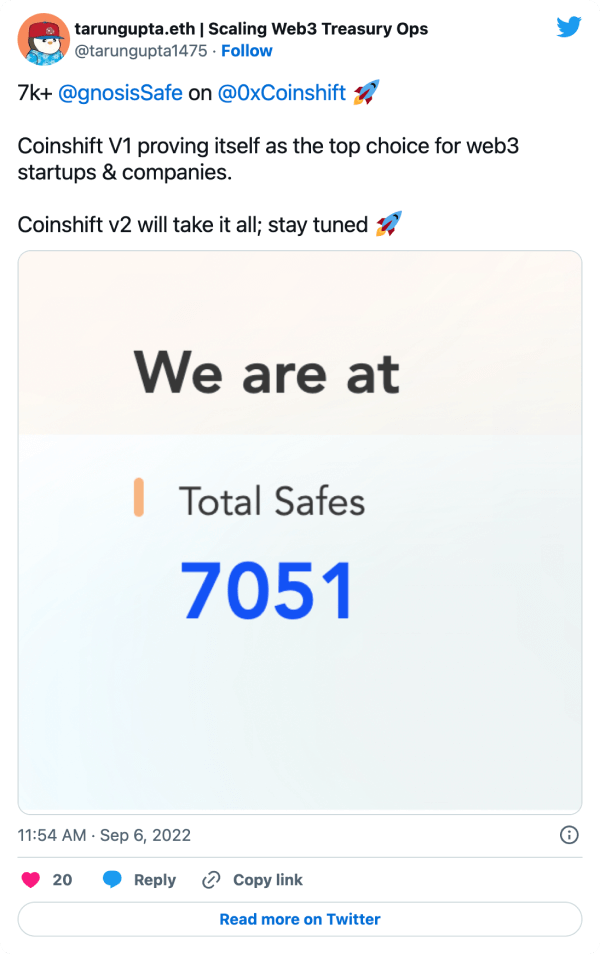 tarungupta.eth | Scaling Web3 Treasury Ops
@tarungupta1475 · Follow
7k+ @gnosisSafe on @0xCoinshift 🚀
Coinshift V1 proving itself as the top choice for web3
startups & companies.
Coinshift v2 will take it all; stay tuned 🚀
We are at
Total Safes
7051
11:54 AM · Sep 6, 2022
20 Reply Copy link
Read more on Twitter